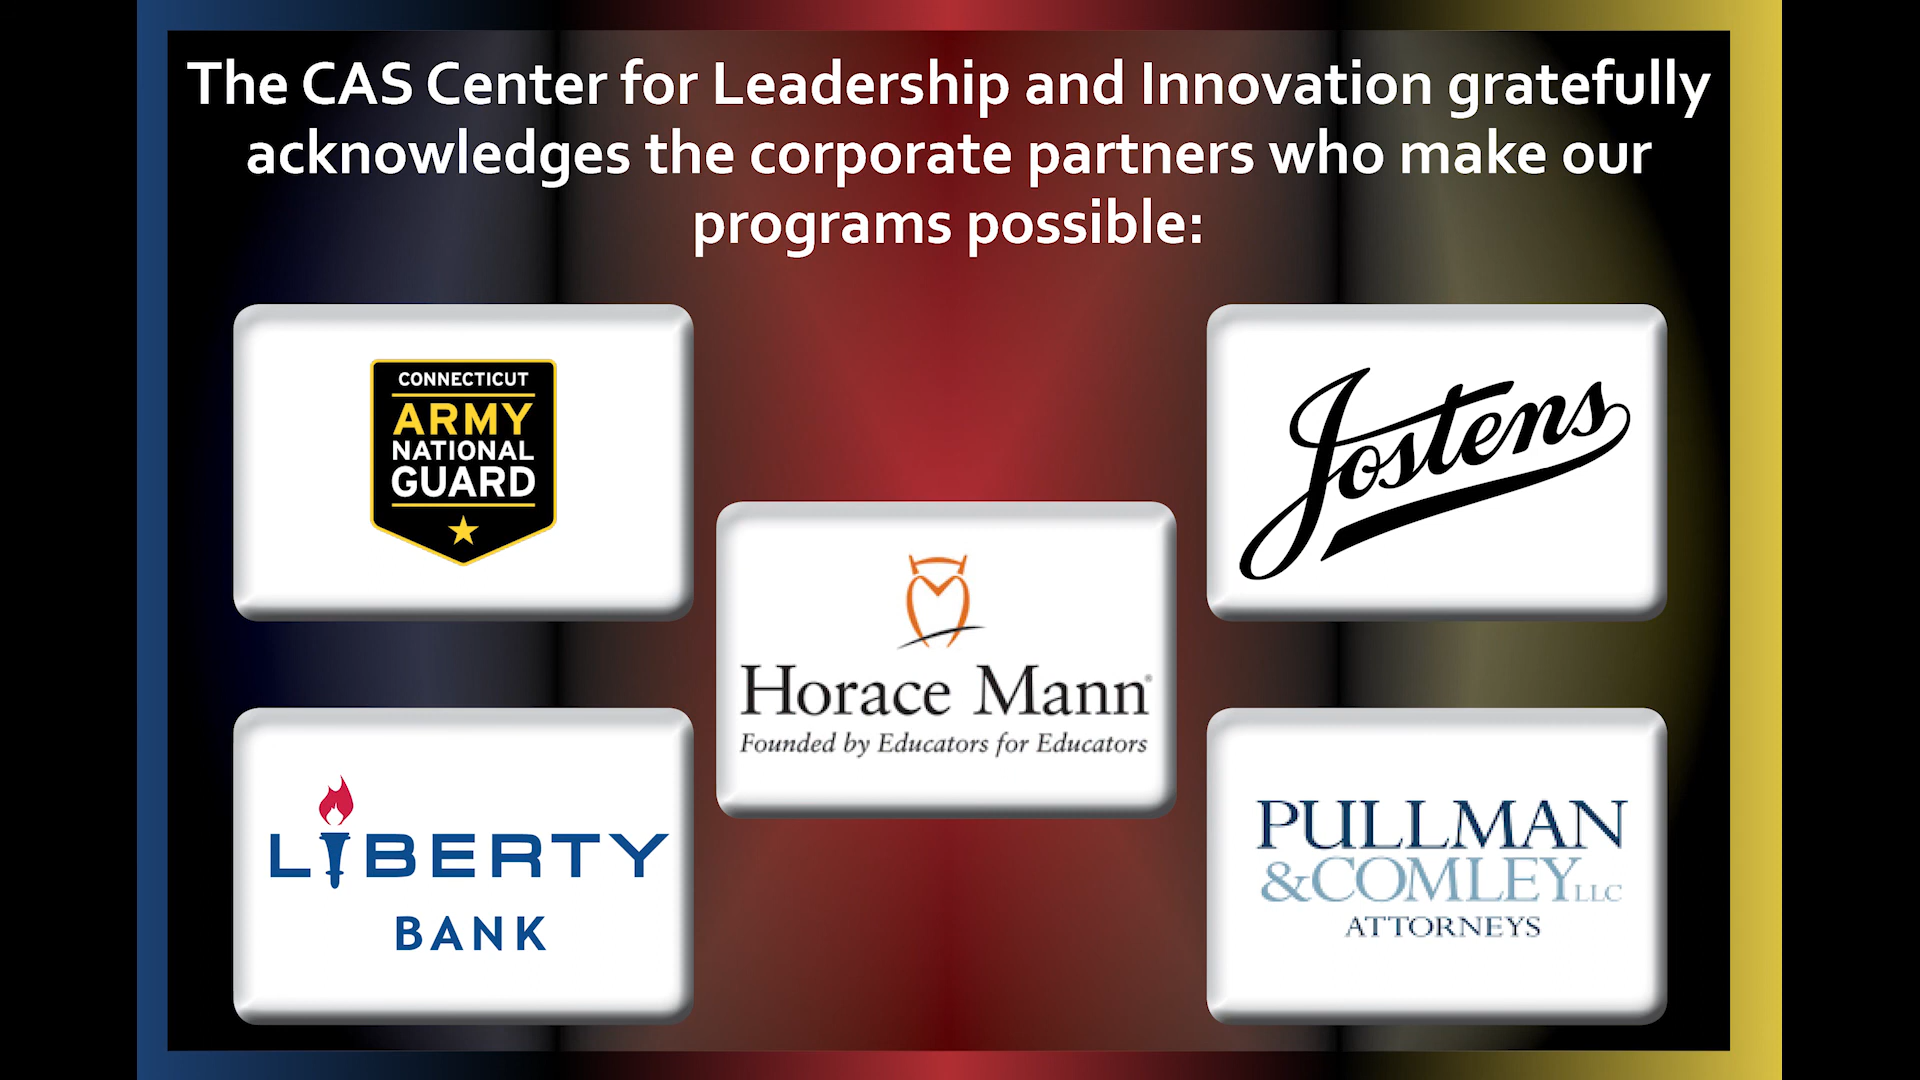 The CAS Center for Leadership and Innovation gratefully
acknowledges the corporate partners who make our
programs possible:
CONNECTICUT
ARMY
NATIONAL
GUARD
Jostens
Horace Mann®
Founded by Educators for Educators
LIBERTY
BANK
PULLMAN
&COMLEY LLC
ATTORNEYS